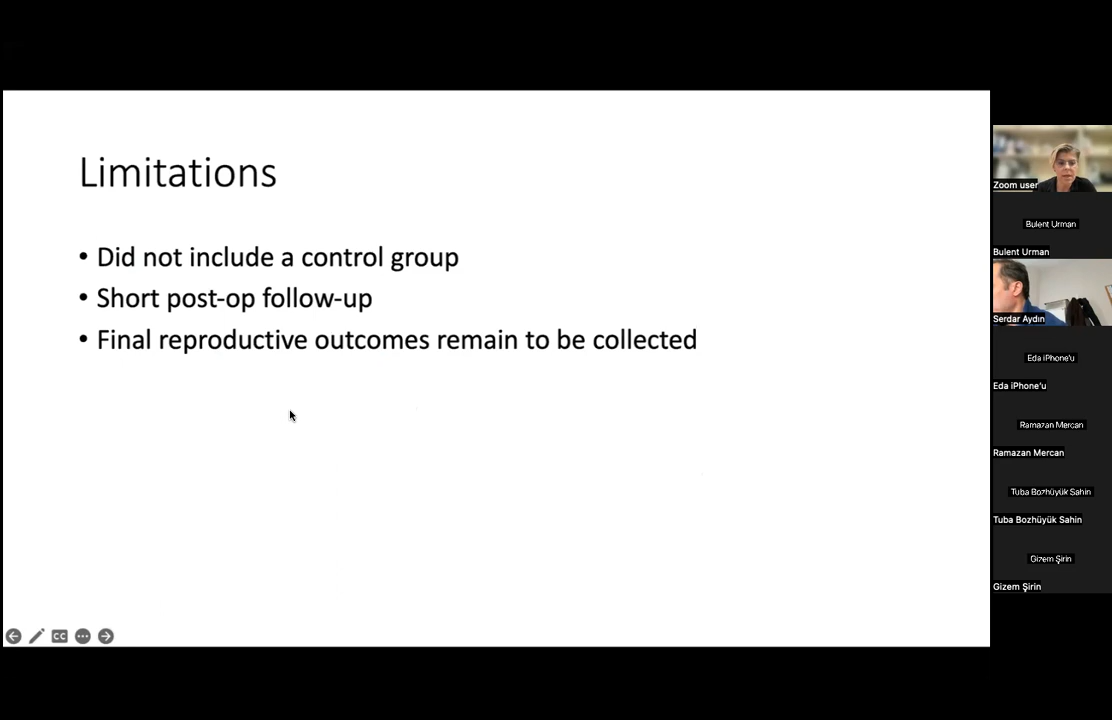 Limitations
• Did not include a control group
• Short post-op follow-up
• Final reproductive outcomes remain to be collected
CC
Zoom user
Bulent Urman
Bulent Urman
Serdar Aydın
Eda iPhone'u
Eda iPhone'u
Ramazan Mercan
Ramazan Mercan
Tuba Bozhüyük Sahin
Tuba Bozhüyük Sahin
Gizem Şirin
Gizem Şirin